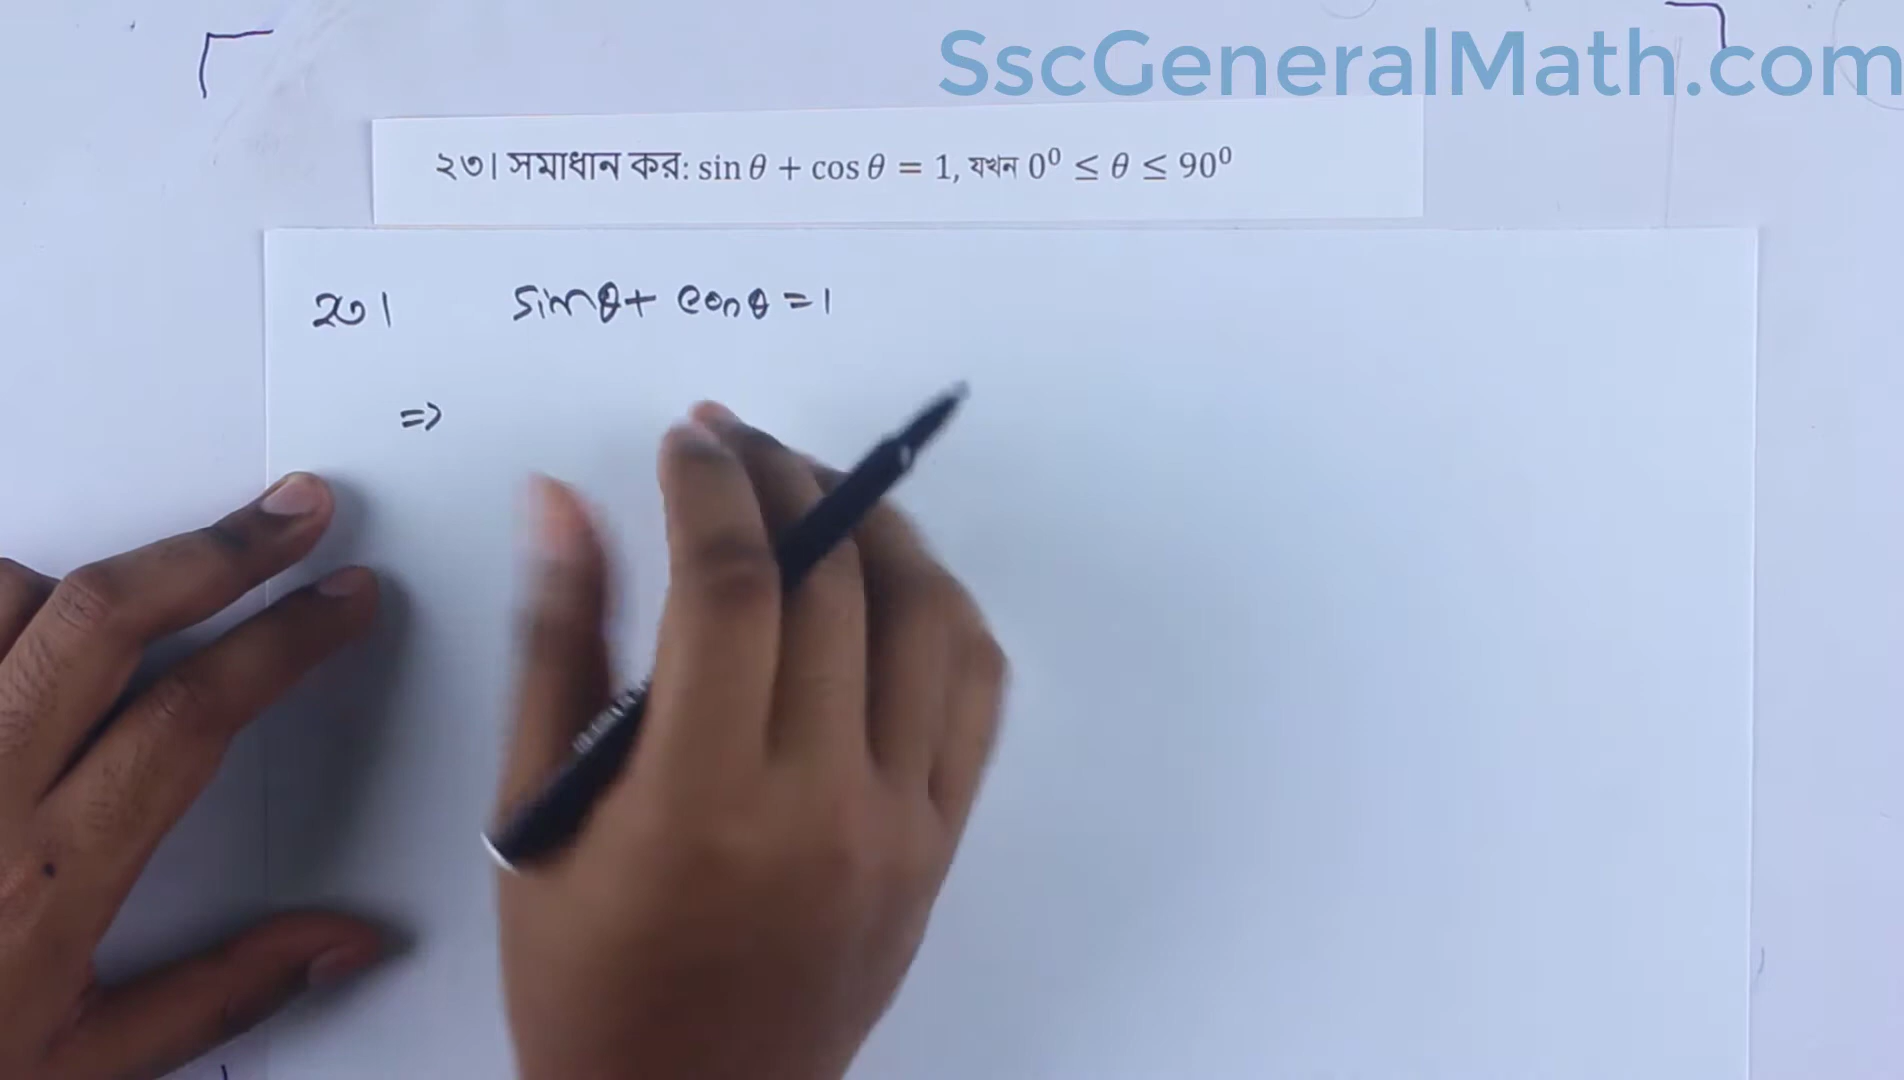 SscGeneralMath.com
২৩। সমাধান কর: sin θ + cos θ = 1, যখন 0⁰ ≤ θ ≤ 90⁰
২৩। sinθ + cosθ = 1
=>